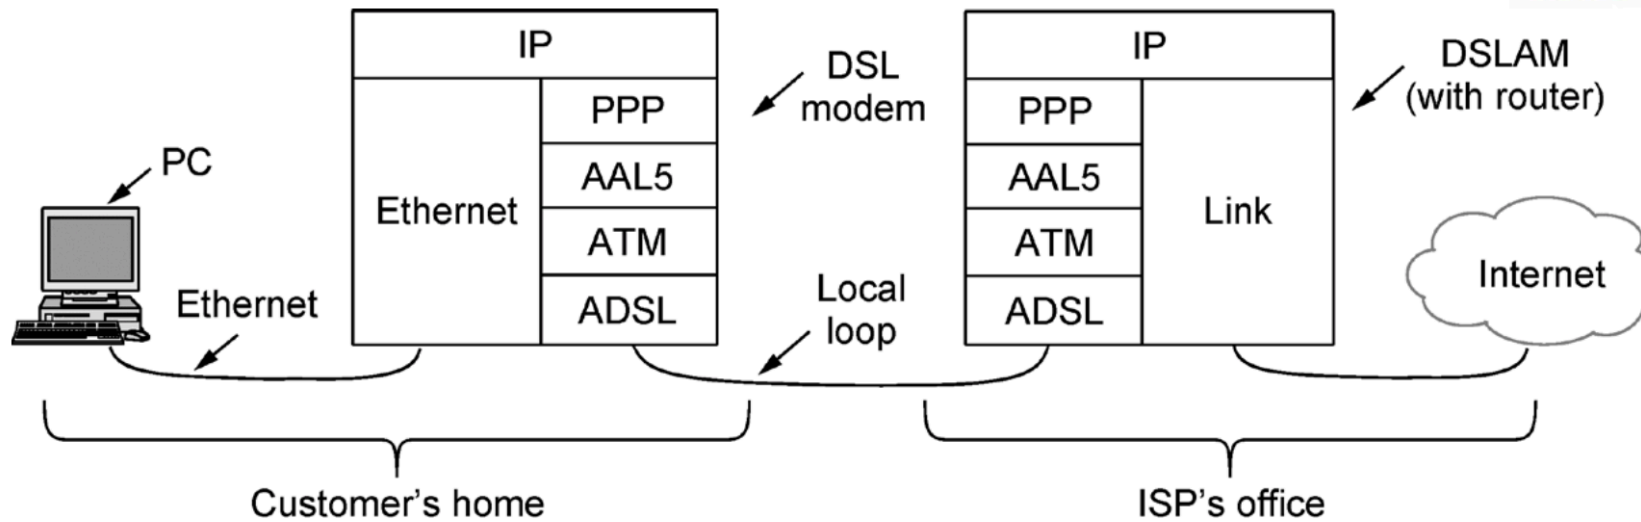 PC
Ethernet
IP
Ethernet
PPP
AAL5
ATM
ADSL
DSL
modem
Local
loop
IP
PPP
AAL5
ATM
ADSL
Link
DSLAM
(with router)
Internet
Customer's home
ISP's office